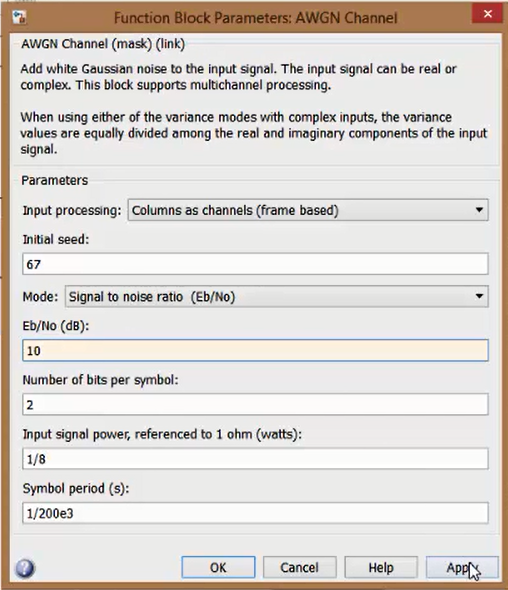 Function Block Parameters: AWGN Channel
AWGN Channel (mask) (link)
Add white Gaussian noise to the input signal. The input signal can be real or
complex. This block supports multichannel processing.
When using either of the variance modes with complex inputs, the variance
values are equally divided among the real and imaginary components of the input
signal.
Parameters
Input processing: Columns as channels (frame based)
Initial seed:
67
Mode: Signal to noise ratio (Eb/No)
Eb/No (dB):
10
Number of bits per symbol:
2
Input signal power, referenced to 1 ohm (watts):
1/8
Symbol period (s):
1/200e3
OK Cancel Help Apply